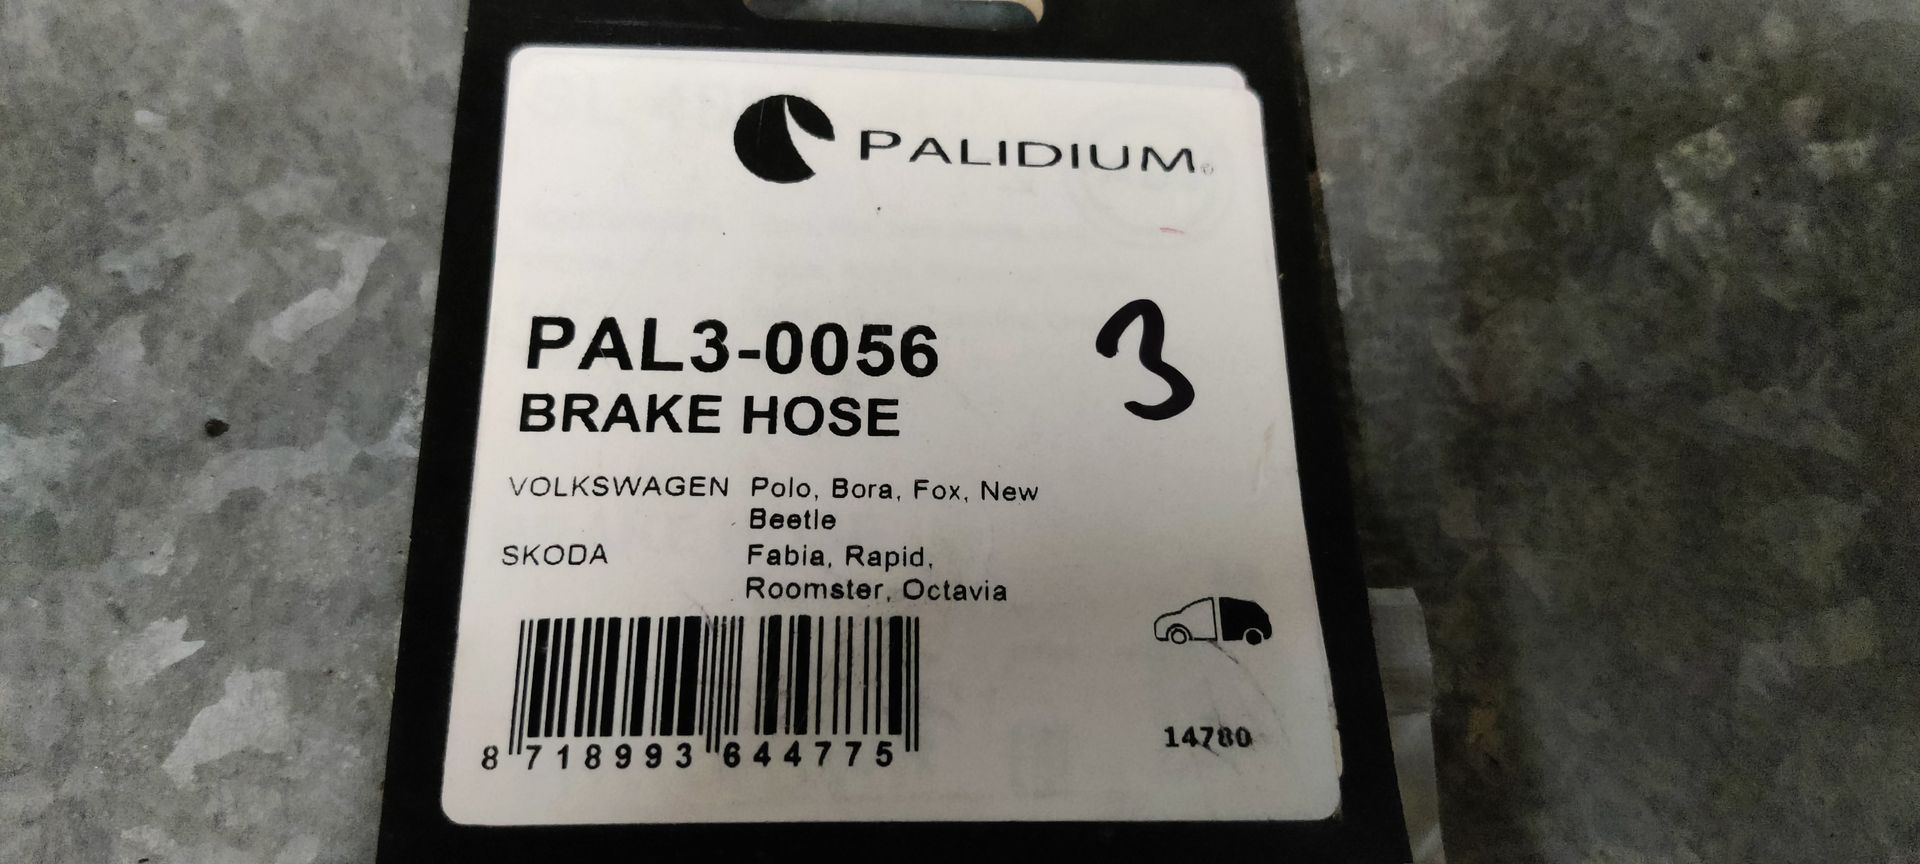 PALIDIUM®
PAL3-0056
3
BRAKE HOSE
VOLKSWAGEN Polo, Bora, Fox, New
Beetle
SKODA Fabia, Rapid,
Roomster, Octavia
8 718993 644775
14780